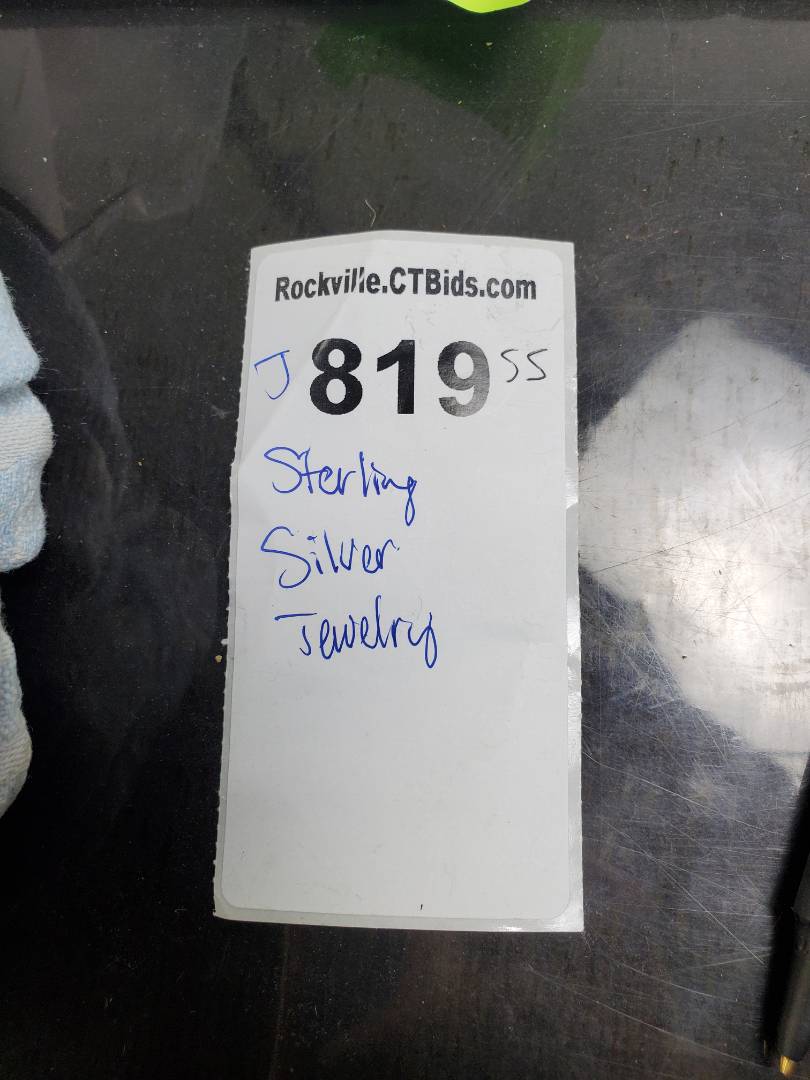 Rockville.CTBids.com
J 819 SS
Sterling
Silver
Jewelry